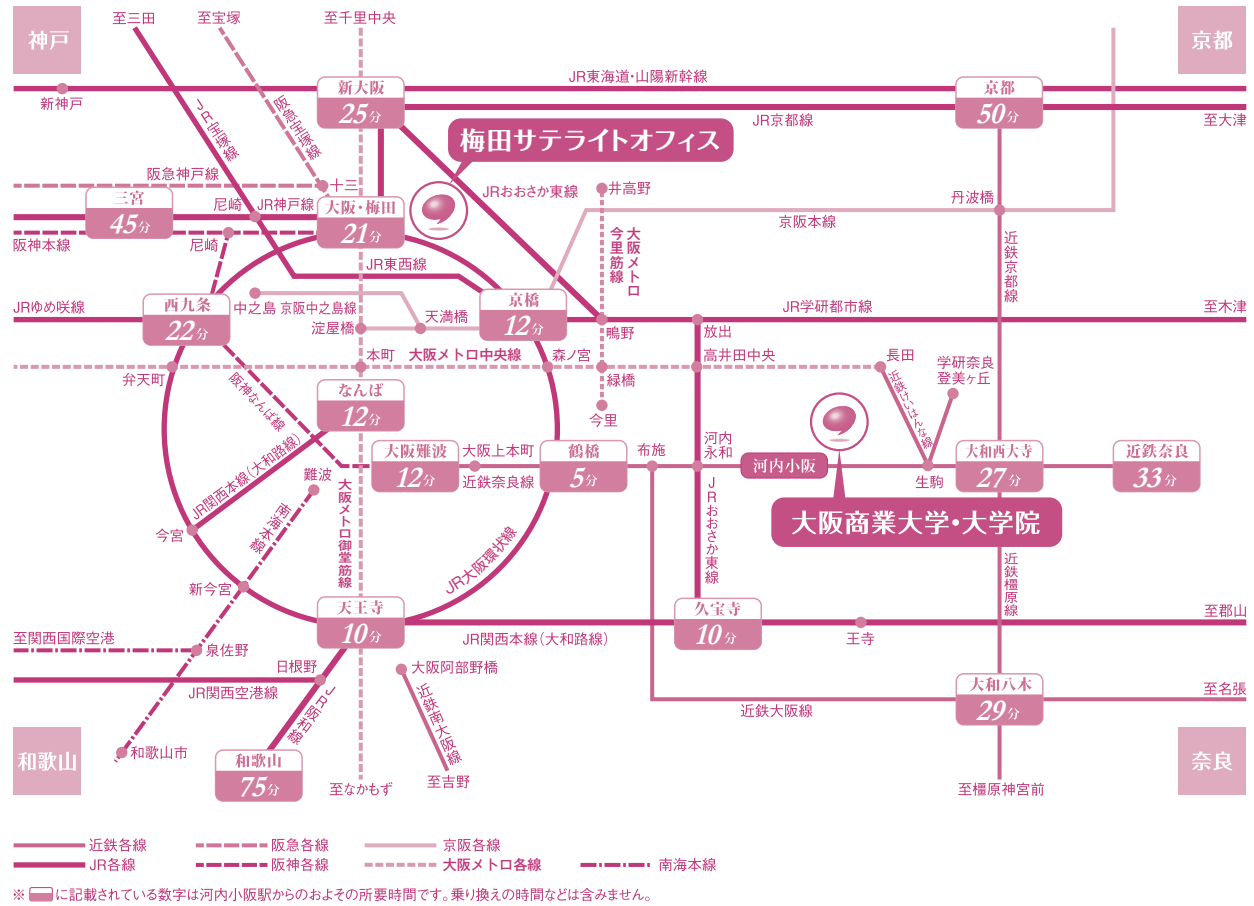 神戸
至三田
至宝塚
至千里中央
京都
新神戸
JR東海道・山陽新幹線
新大阪
25分
京都
50分
JR京都線
至大津
JR宝塚線
阪急宝塚線
梅田サテライトオフィス
阪急神戸線
十三
三宮
45分
尼崎
JR神戸線
大阪・梅田
21分
JRおおさか東線
井高野
丹波橋
京阪本線
阪神本線
尼崎
大阪メトロ
今里筋線
近鉄京都線
JR東西線
JRゆめ咲線
西九条
22分
中之島
京阪中之島線
淀屋橋
天満橋
京橋
12分
JR学研都市線
至木津
鴫野
放出
本町
大阪メトロ中央線
森ノ宮
緑橋
高井田中央
長田
学研奈良
登美ヶ丘
弁天町
阪神なんば線
なんば
12分
今里
近鉄けいはんな線
JR関西本線(大和路線)
大阪難波
12分
大阪上本町
近鉄奈良線
鶴橋
5分
布施
河内
永和
河内小阪
生駒
大和西大寺
27分
近鉄奈良
33分
難波
大阪メトロ御堂筋線
南海本線
今宮
JRおおさか東線
大阪商業大学・大学院
JR大阪環状線
近鉄橿原線
新今宮
天王寺
10分
久宝寺
10分
至郡山
至関西国際空港
泉佐野
JR関西本線(大和路線)
王寺
日根野
大阪阿部野橋
JR関西空港線
JR阪和線
近鉄南大阪線
近鉄大阪線
大和八木
29分
至名張
和歌山
和歌山市
和歌山
75分
至なかもず
至吉野
至橿原神宮前
奈良
近鉄各線
阪急各線
京阪各線
JR各線
阪神各線
大阪メトロ各線
南海本線
※ に記載されている数字は河内小阪駅からのおよその所要時間です。乗り換えの時間などは含みません。